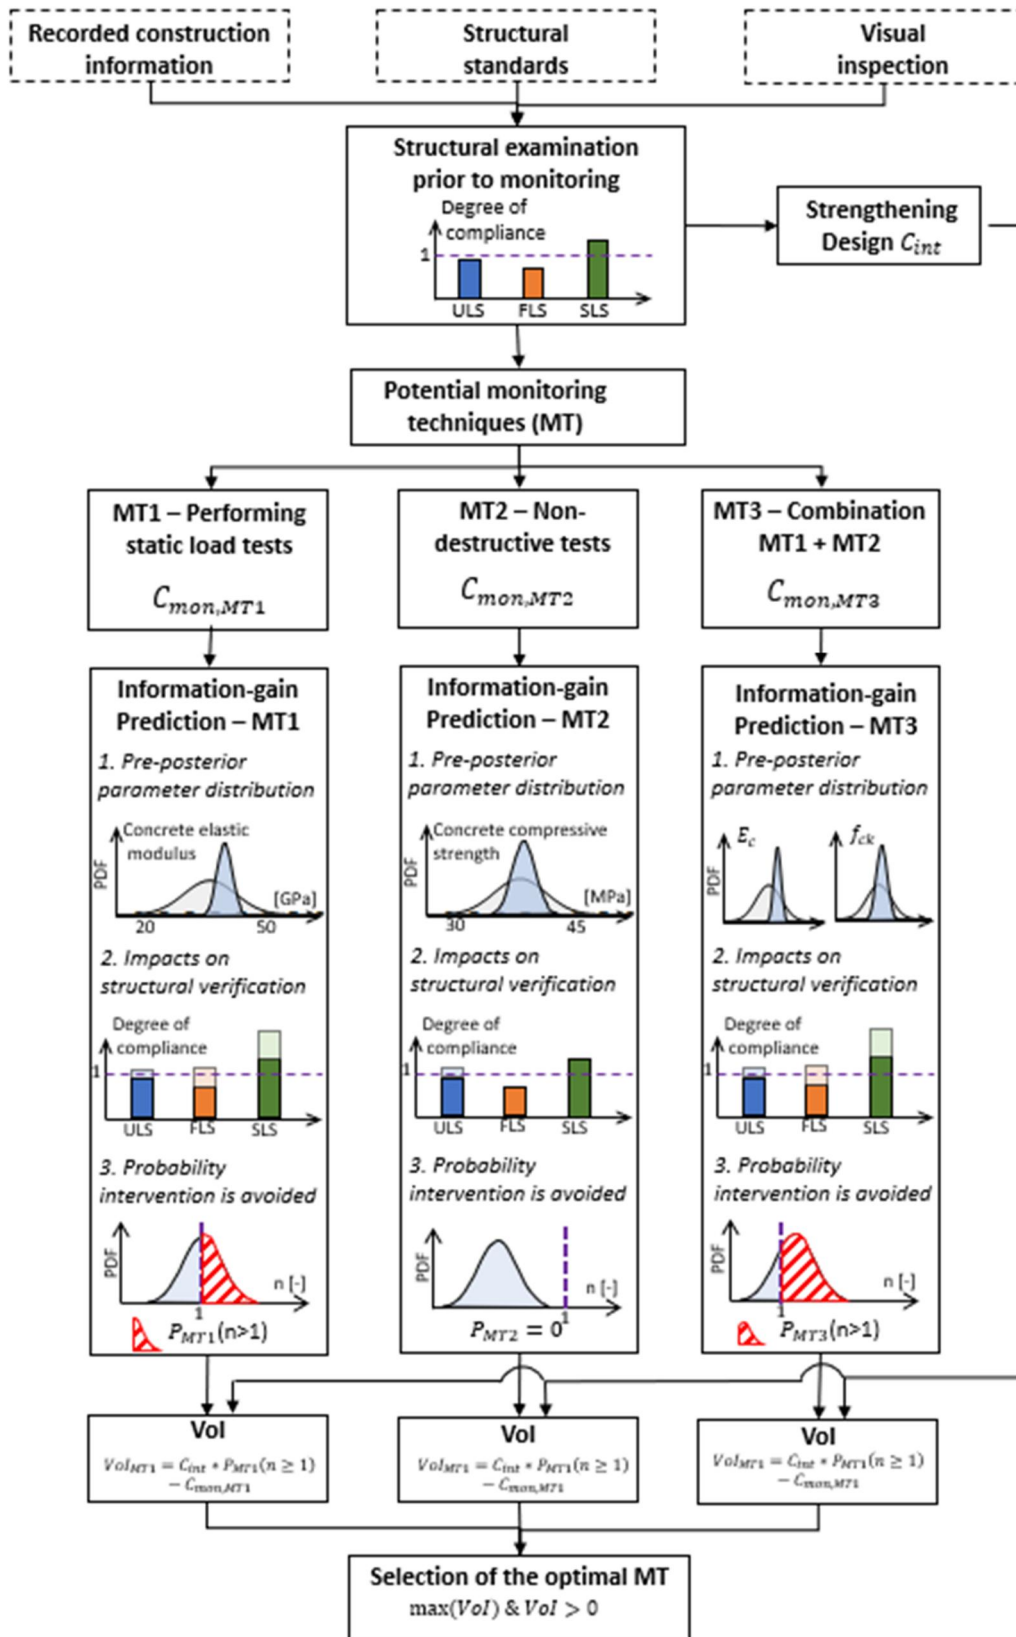 Recorded construction
information
Structural
standards
Visual
inspection
Structural examination
prior to monitoring
Degree of
compliance
1
ULS FLS SLS
Strengthening
Design C_int
Potential monitoring
techniques (MT)
MT1 – Performing
static load tests
C_mon,MT1
MT2 – Non-
destructive tests
C_mon,MT2
MT3 – Combination
MT1 + MT2
C_mon,MT3
Information-gain
Prediction – MT1
1. Pre-posterior
parameter distribution
Concrete elastic
modulus
PDF
[GPa]
20 50
2. Impacts on
structural verification
Degree of
compliance
1
ULS FLS SLS
3. Probability
intervention is avoided
PDF
n [-]
1
P_MT1(n>1)
Information-gain
Prediction – MT2
1. Pre-posterior
parameter distribution
Concrete compressive
strength
PDF
[MPa]
30 45
2. Impacts on
structural verification
Degree of
compliance
1
ULS FLS SLS
3. Probability
intervention is avoided
PDF
n [-]
1
P_MT2 = 0
Information-gain
Prediction – MT3
1. Pre-posterior
parameter distribution
E_c f_ck
PDF
2. Impacts on
structural verification
Degree of
compliance
1
ULS FLS SLS
3. Probability
intervention is avoided
PDF
n [-]
1
P_MT3(n>1)
VoI
VoI_MT1 = C_int * P_MT1(n ≥ 1)
− C_mon,MT1
VoI
VoI_MT1 = C_int * P_MT1(n ≥ 1)
− C_mon,MT1
VoI
VoI_MT1 = C_int * P_MT1(n ≥ 1)
− C_mon,MT1
Selection of the optimal MT
max(VoI) & VoI > 0